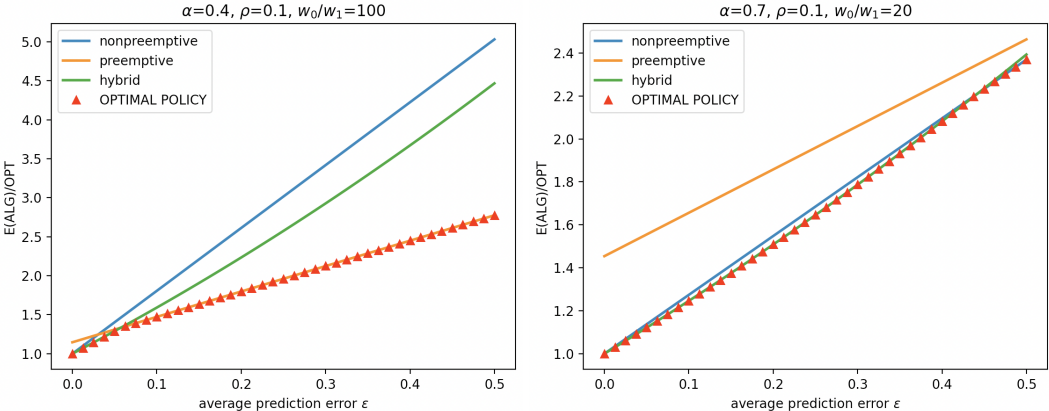 α=0.4, ρ=0.1, w₀/w₁=100
nonpreemptive
preemptive
hybrid
OPTIMAL POLICY
E(ALG)/OPT
5.0
4.5
4.0
3.5
3.0
2.5
2.0
1.5
1.0
0.0 0.1 0.2 0.3 0.4 0.5
average prediction error ε
α=0.7, ρ=0.1, w₀/w₁=20
nonpreemptive
preemptive
hybrid
OPTIMAL POLICY
E(ALG)/OPT
2.4
2.2
2.0
1.8
1.6
1.4
1.2
1.0
0.0 0.1 0.2 0.3 0.4 0.5
average prediction error ε